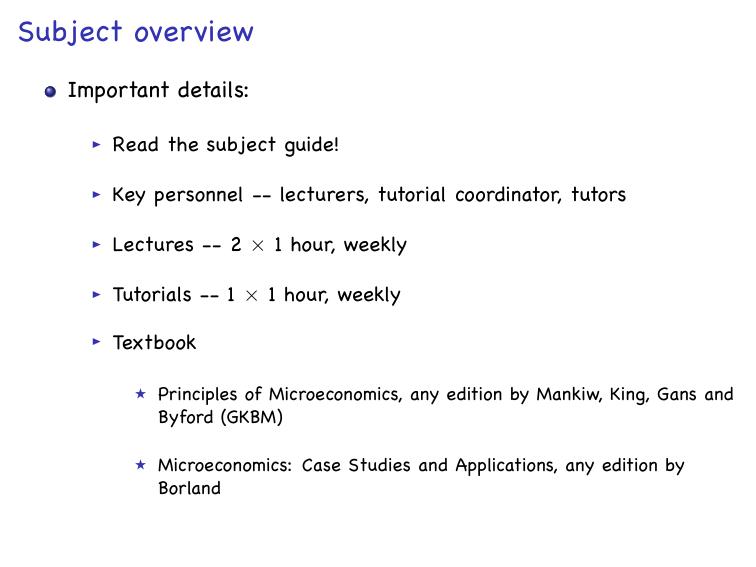 Subject overview
Important details:
Read the subject guide!
Key personnel -- lecturers, tutorial coordinator, tutors
Lectures -- 2 × 1 hour, weekly
Tutorials -- 1 × 1 hour, weekly
Textbook
Principles of Microeconomics, any edition by Mankiw, King, Gans and
Byford (GKBM)
Microeconomics: Case Studies and Applications, any edition by
Borland